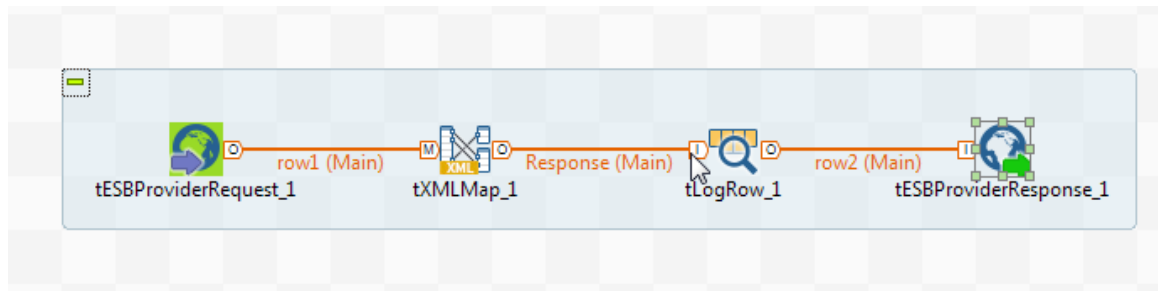 O row1 (Main) M XML O Response (Main) I O row2 (Main) I
tESBProviderRequest_1 tXMLMap_1 tLogRow_1 tESBProviderResponse_1